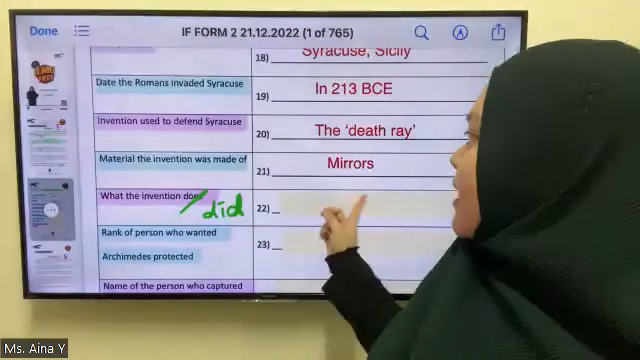 Done
IF FORM 2 21.12.2022 (1 of 765)
18) Syracuse, Sicily
Date the Romans invaded Syracuse
19) In 213 BCE
Invention used to defend Syracuse
20) The 'death ray'
Material the invention was made of
21) Mirrors
What the invention does / did
22)
Rank of person who wanted
Archimedes protected
23)
Name of the person who captured
Ms. Aina Y